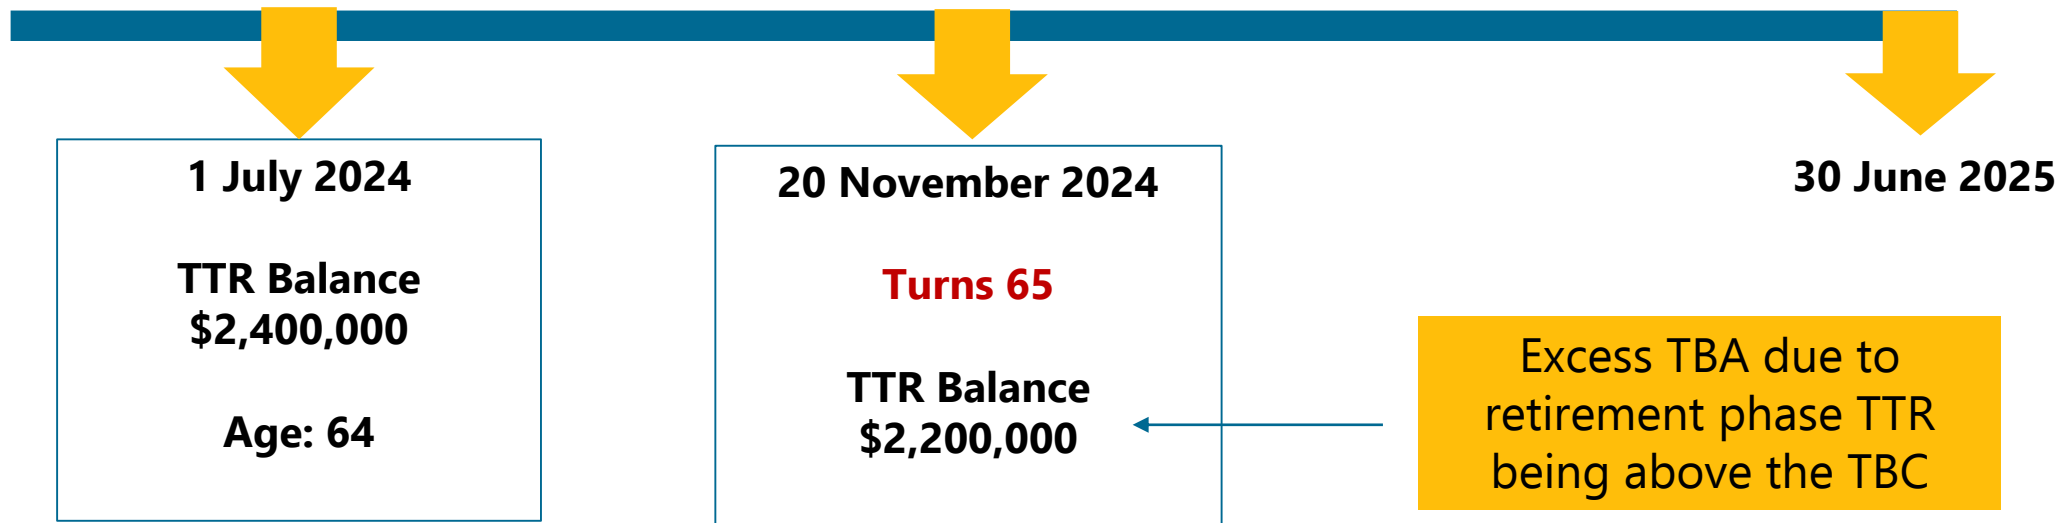 1 July 2024
TTR Balance
$2,400,000
Age: 64
20 November 2024
Turns 65
TTR Balance
$2,200,000
30 June 2025
Excess TBA due to
retirement phase TTR
being above the TBC